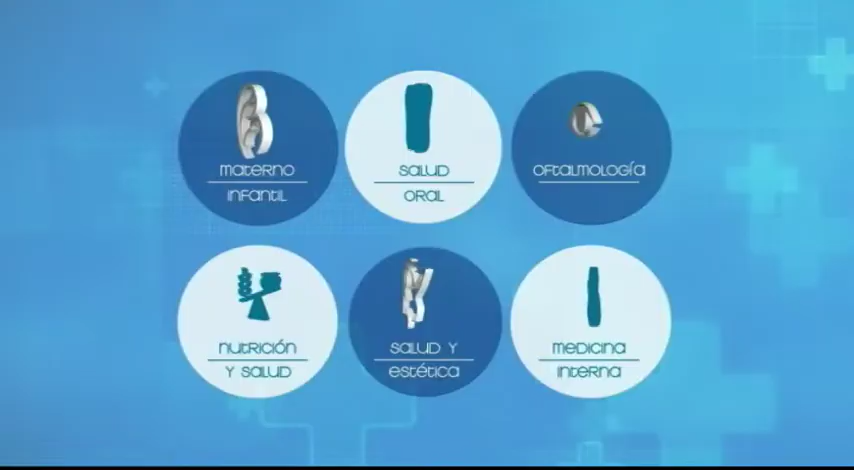 materno
infantil
salud
oral
oftalmología
nutrición
y salud
salud y
estética
medicina
interna